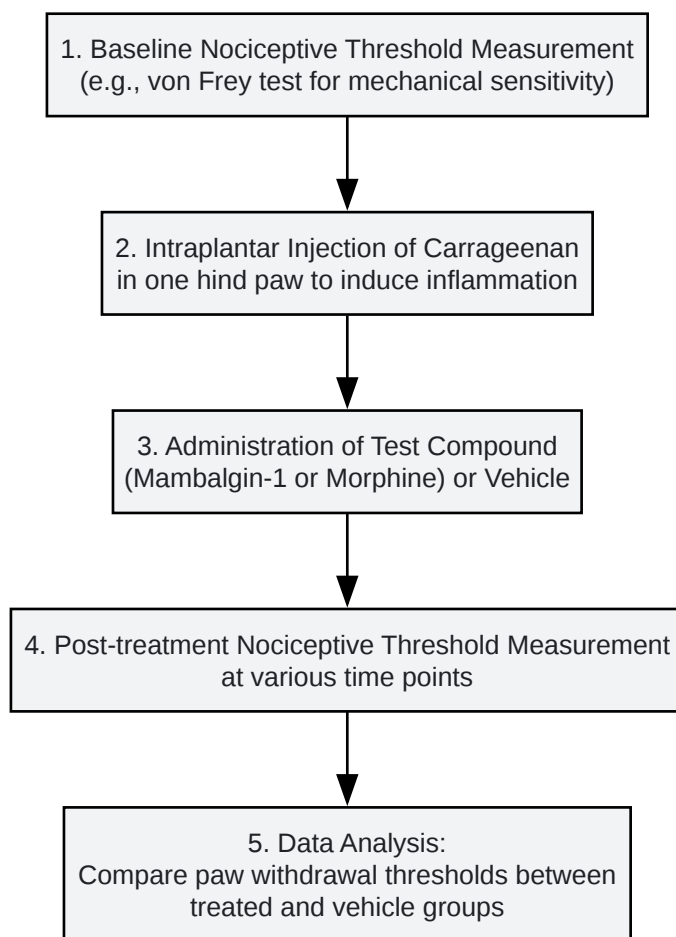 1. Baseline Nociceptive Threshold Measurement
(e.g., von Frey test for mechanical sensitivity)
2. Intraplantar Injection of Carrageenan
in one hind paw to induce inflammation
3. Administration of Test Compound
(Mambalgin-1 or Morphine) or Vehicle
4. Post-treatment Nociceptive Threshold Measurement
at various time points
5. Data Analysis:
Compare paw withdrawal thresholds between
treated and vehicle groups